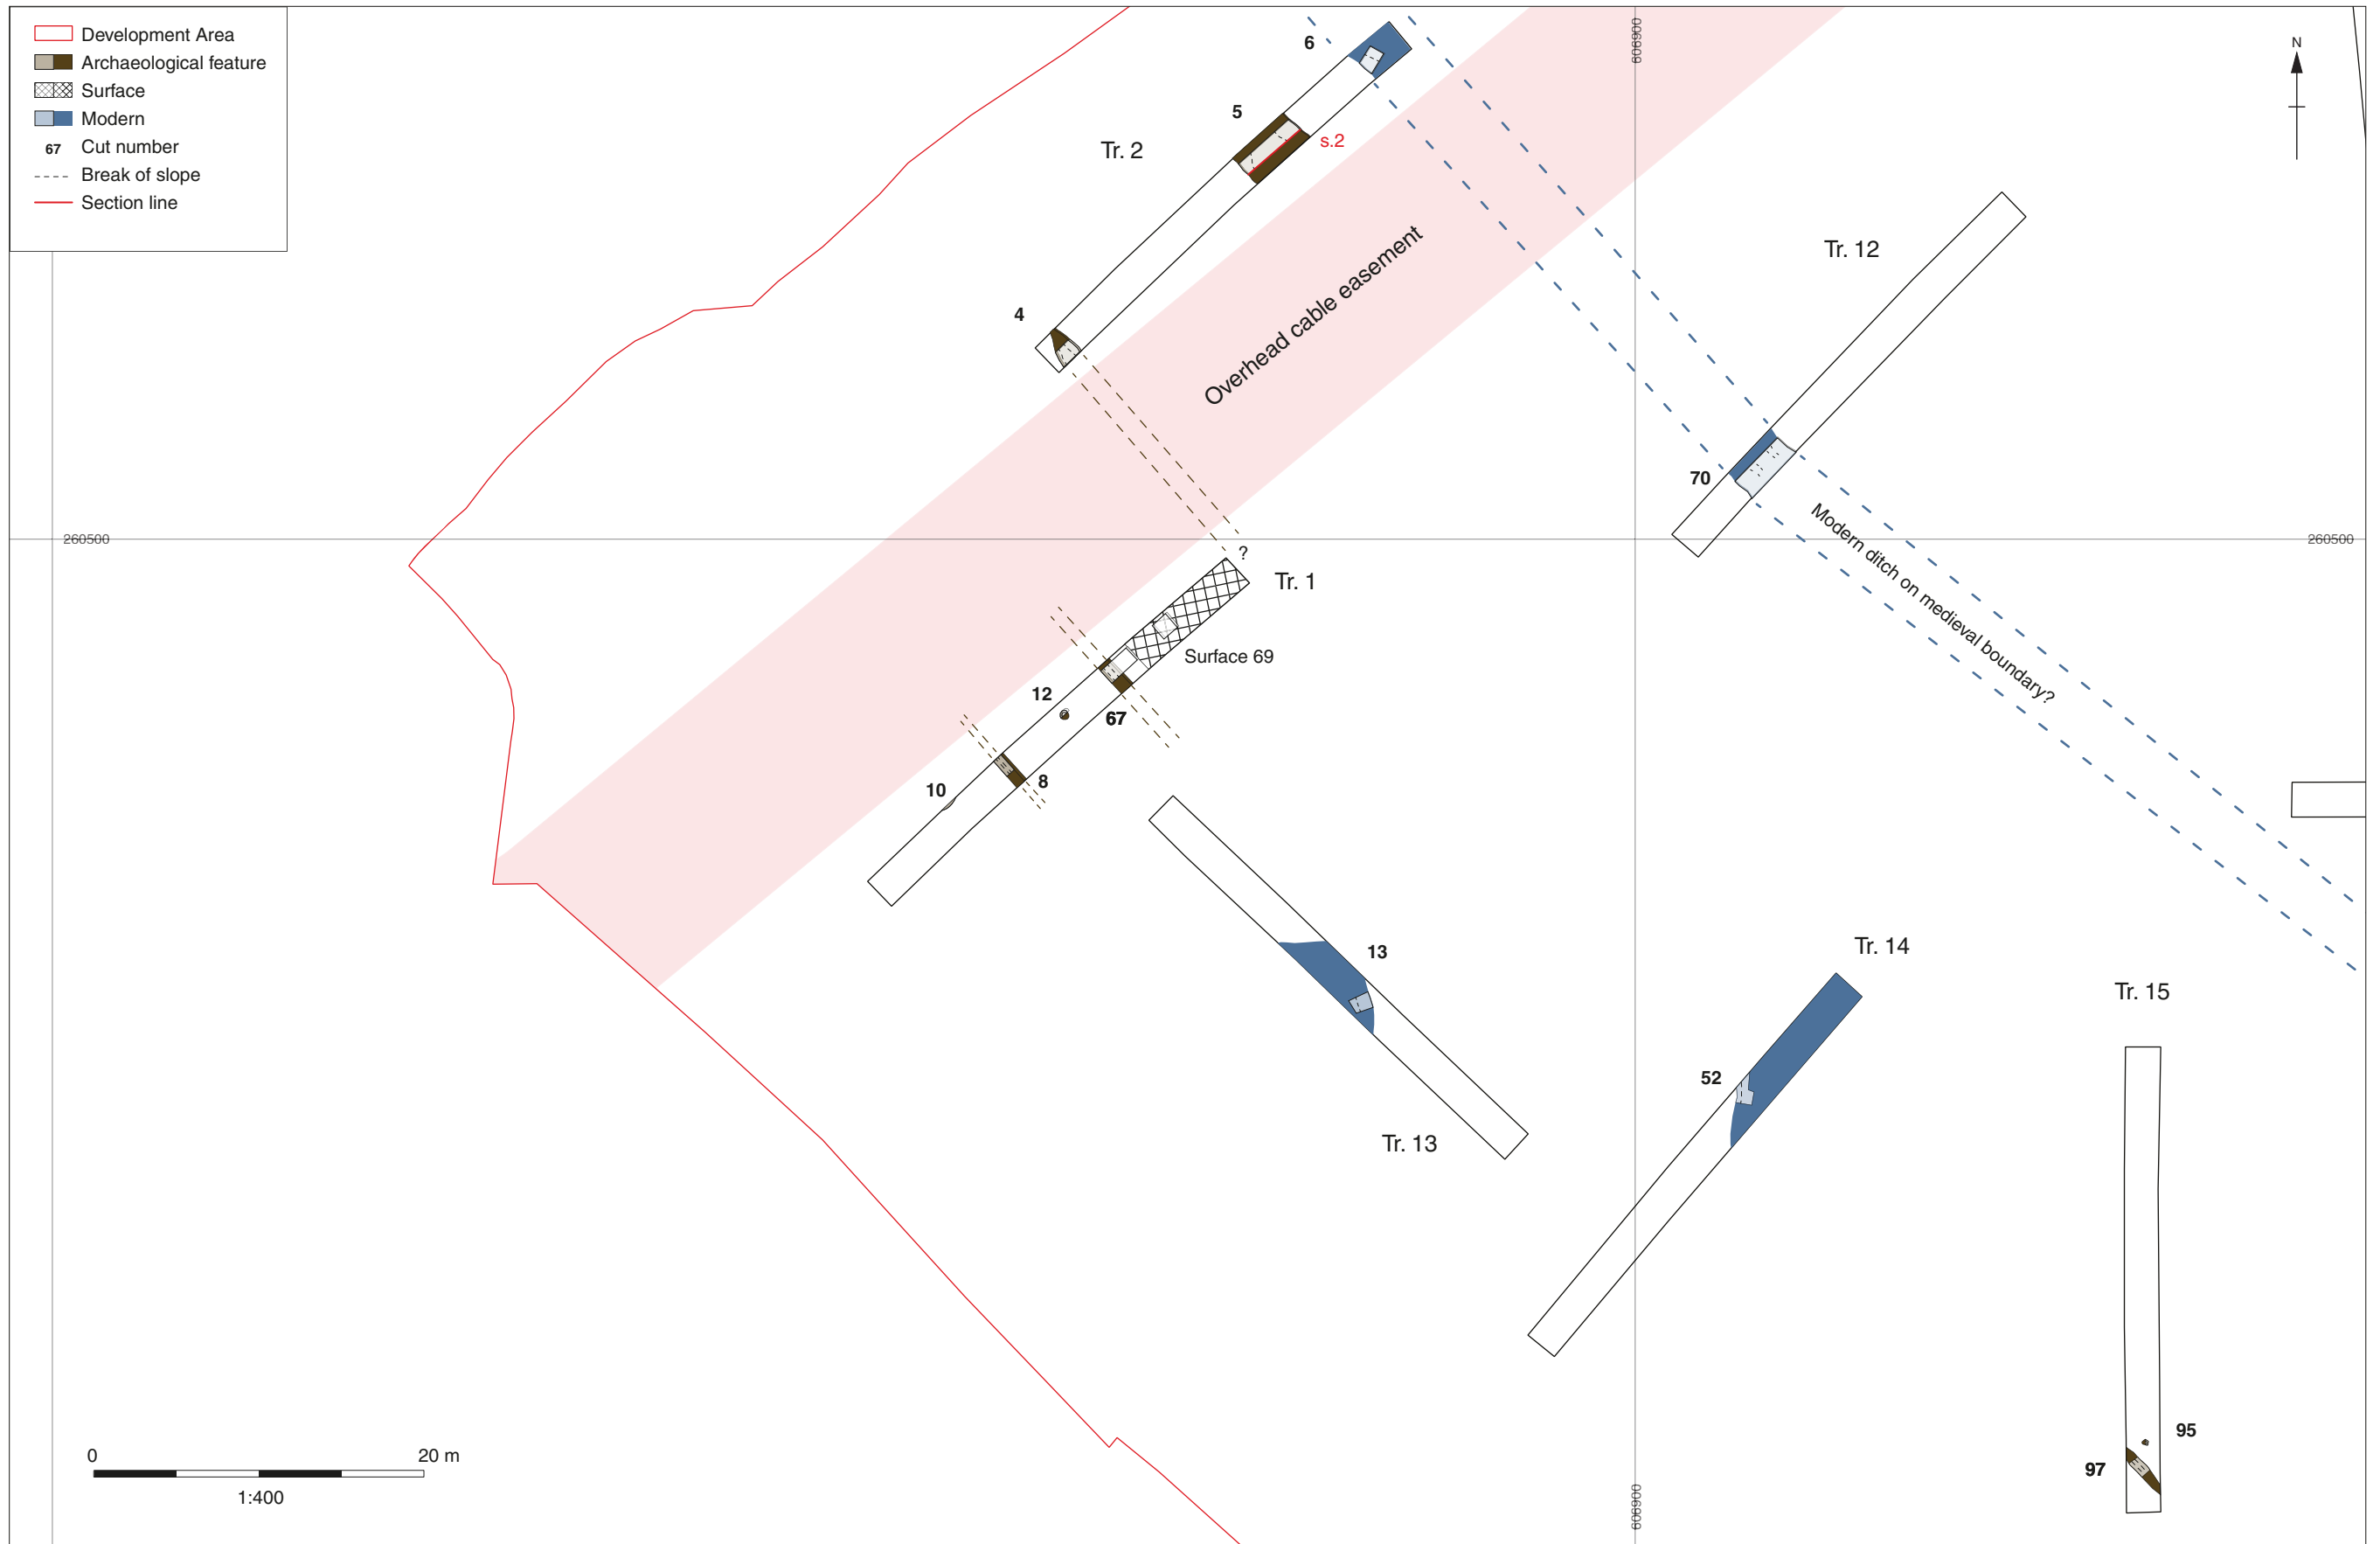 Development Area
Archaeological feature
Surface
Modern
67 Cut number
Break of slope
Section line
606900
N
6
5
s.2
Tr. 2
Tr. 12
4
Overhead cable easement
70
260500
260500
?
Tr. 1
Modern ditch on medieval boundary?
Surface 69
12
67
8
10
13
Tr. 14
Tr. 15
52
Tr. 13
95
97
0 20 m
1:400
606900